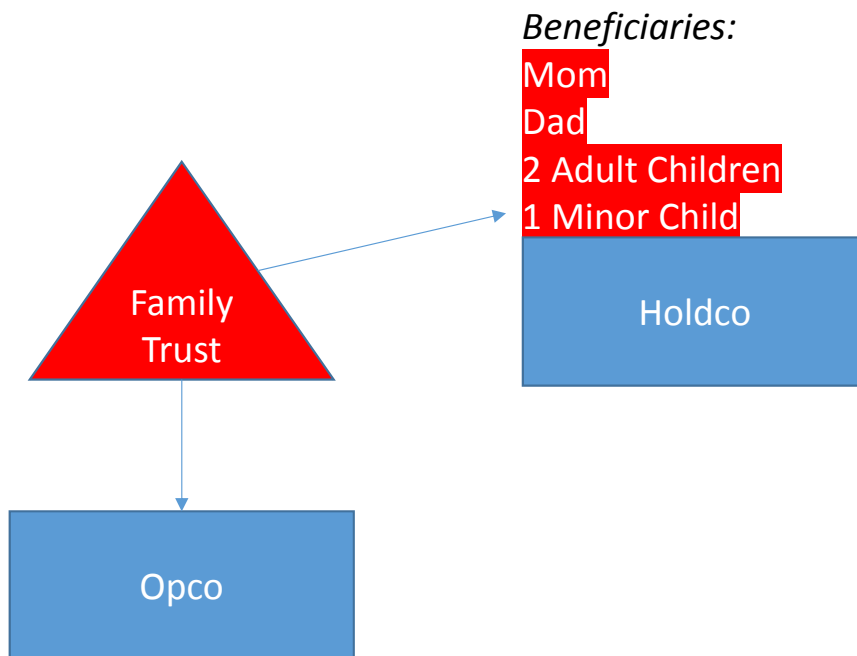 Beneficiaries:
Mom
Dad
2 Adult Children
1 Minor Child
Holdco
Family
Trust
Opco